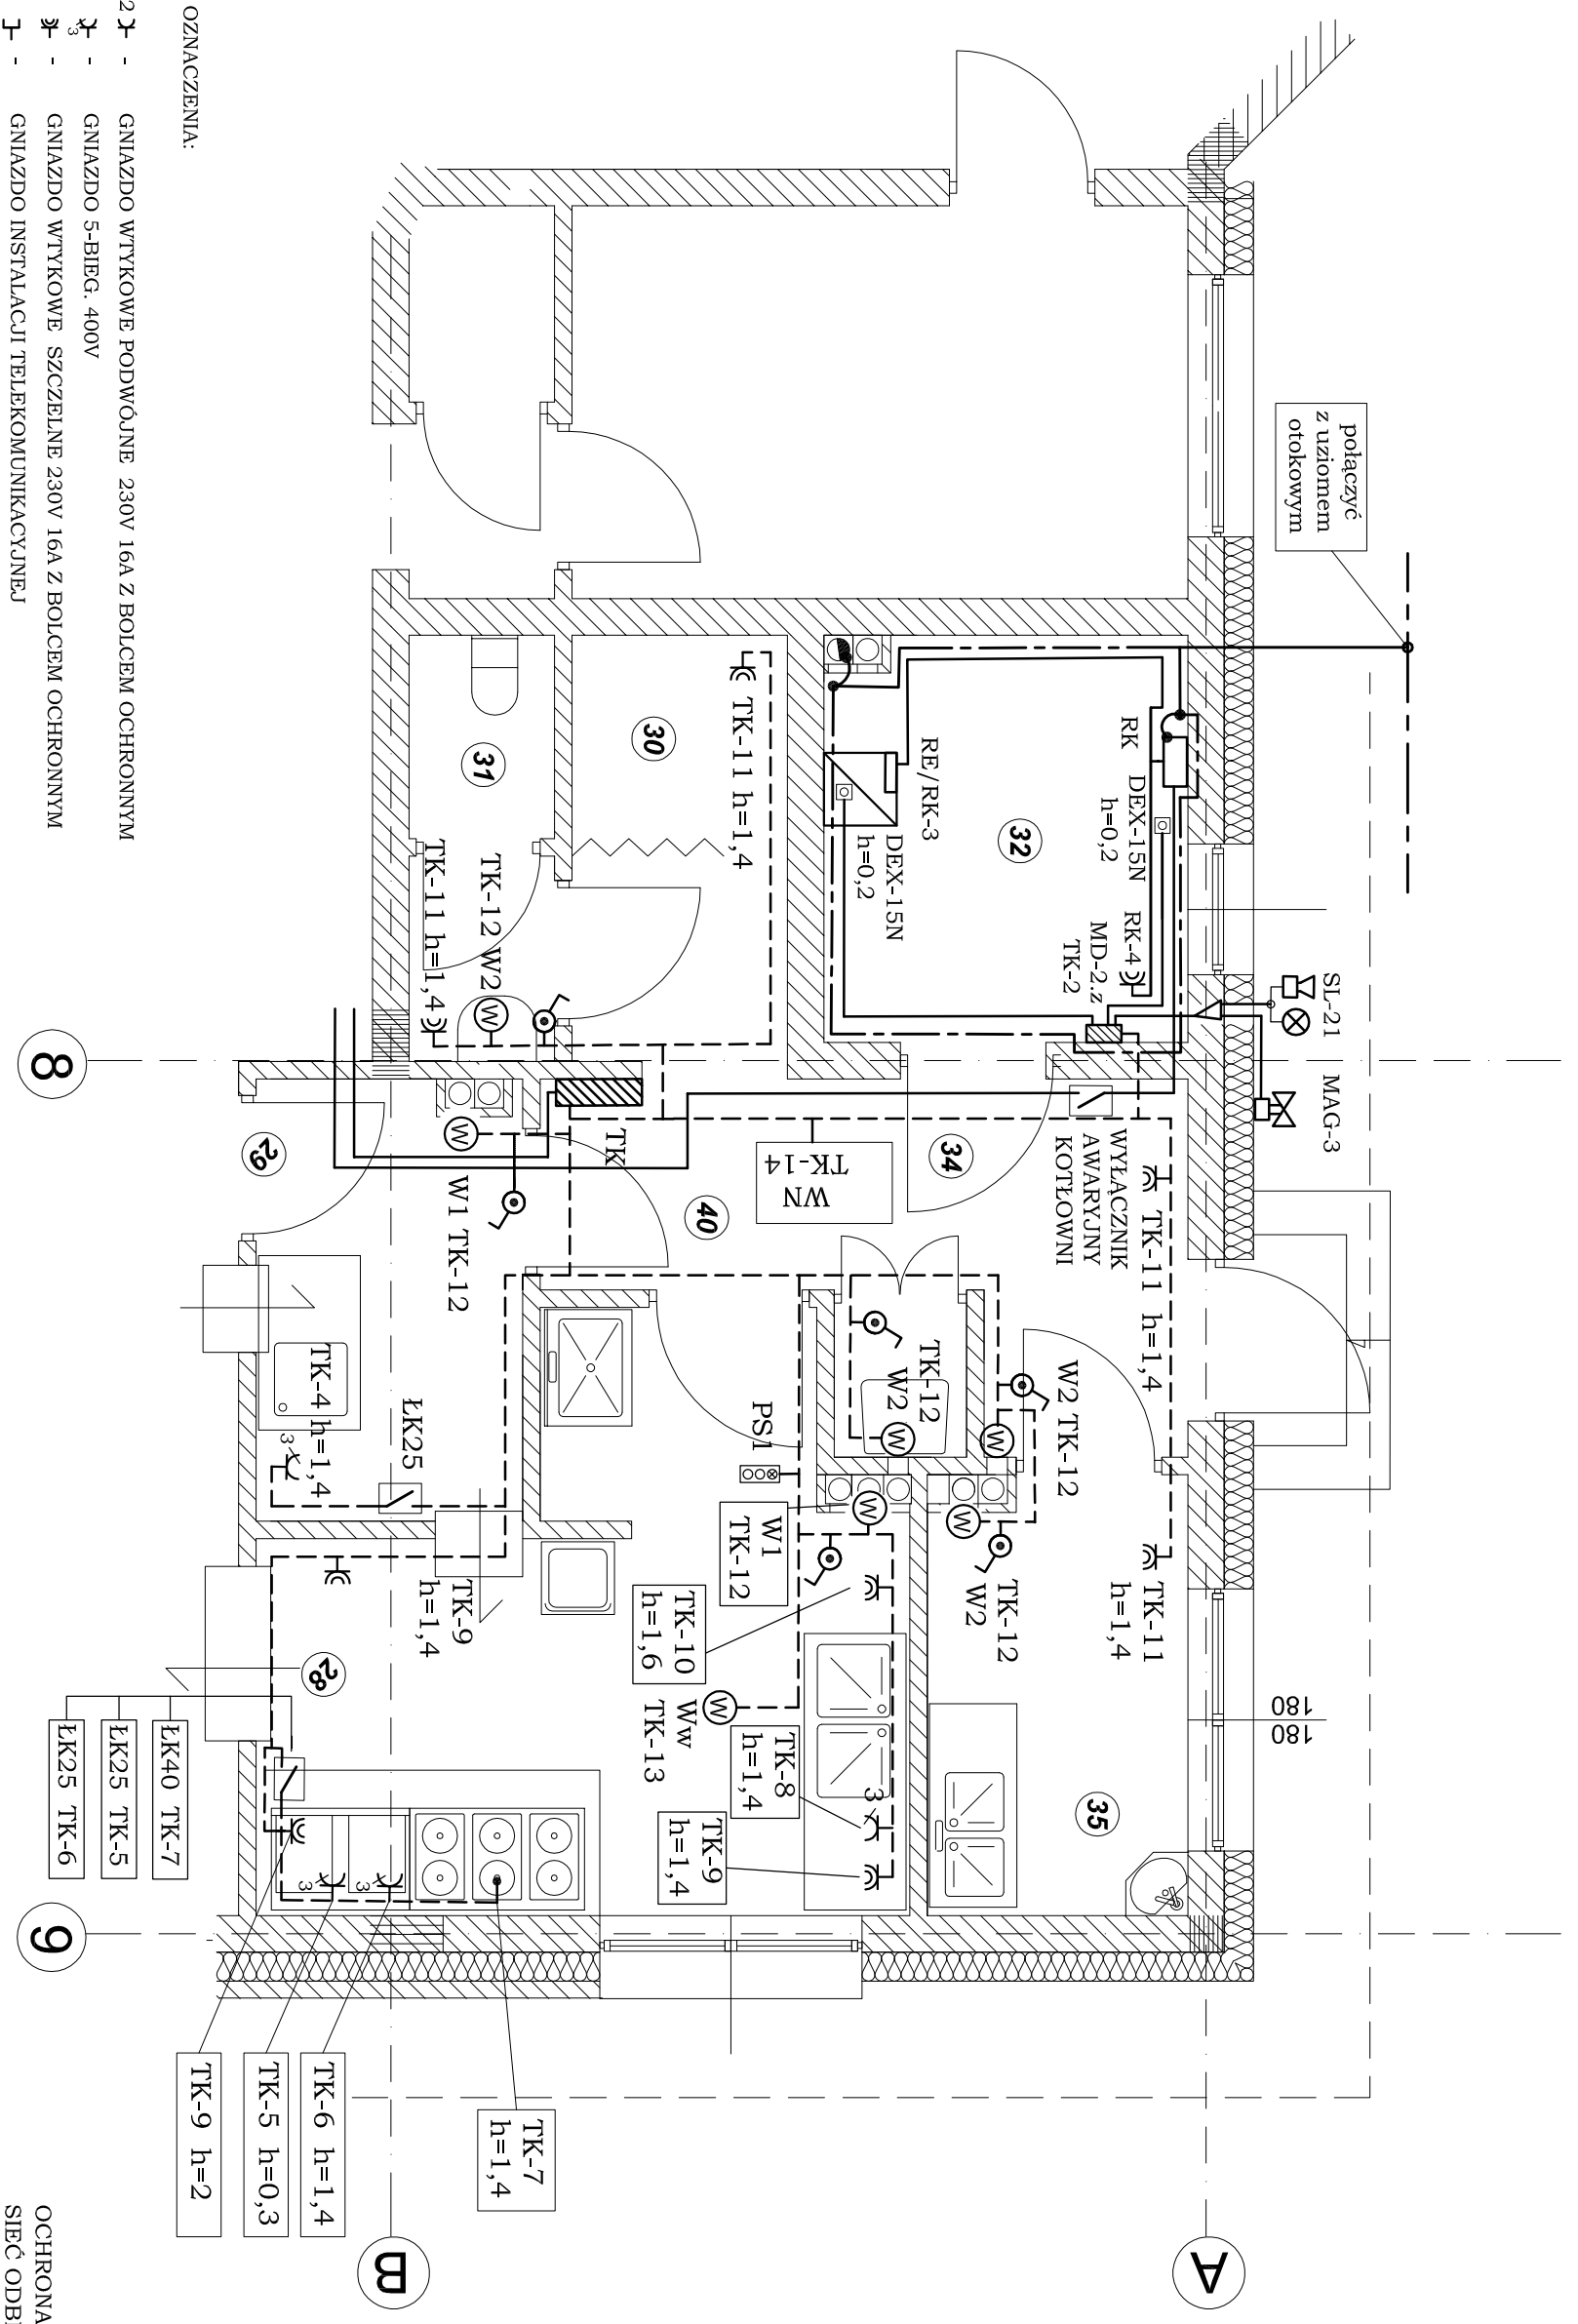 OZNACZENIA:
2
- GNIAZDO WTYKOWE PODWÓJNE 230V 16A Z BOLCEM OCHRONNYM
3
- GNIAZDO 5-BIEG. 400V
- GNIAZDO WTYKOWE SZCZELNE 230V 16A Z BOLCEM OCHRONNYM
- GNIAZDO INSTALACJI TELEKOMUNIKACYJNEJ
połączyć
z uziomem
otokowym
RK
DEX-15N
h=0,2
RE/RK-3
DEX-15N
h=0,2
32
RK-4
MD-2.z
TK-2
SL-21
MAG-3
TK-11 h=1,4
30
31
TK-12 W2
TK-11 h=1,4
8
29
W
W
TK
W1 TK-12
40
WN
TK-14
34
WYŁĄCZNIK
AWARYJNY
KOTŁOWNI
TK-11 h=1,4
W2 TK-12
TK-12
W2
W
W
W
W
PS1
W1
TK-12
TK-12
W2
TK-11
h=1,4
TK-4 h=1,4
3
ŁK25
TK-9
h=1,4
TK-10
h=1,6
Ww
TK-13
W
TK-8
h=1,4
TK-9
h=1,4
3
180
180
35
28
ŁK40 TK-7
ŁK25 TK-5
ŁK25 TK-6
3
3
9
TK-7
h=1,4
TK-6 h=1,4
TK-5 h=0,3
TK-9 h=2
A
B
OCHRONA